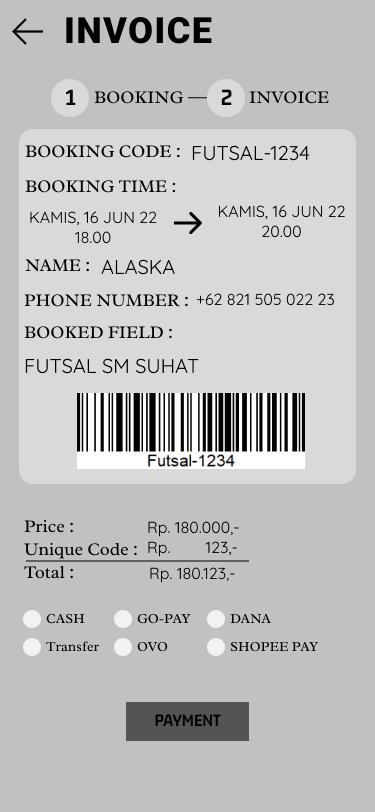 INVOICE
1 BOOKING 2 INVOICE
BOOKING CODE : FUTSAL-1234
BOOKING TIME :
KAMIS, 16 JUN 22
18.00
KAMIS, 16 JUN 22
20.00
NAME : ALASKA
PHONE NUMBER : +62 821 505 022 23
BOOKED FIELD :
FUTSAL SM SUHAT
Futsal-1234
Price : Rp. 180.000,-
Unique Code : Rp. 123,-
Total : Rp. 180.123,-
CASH GO-PAY DANA
Transfer OVO SHOPEE PAY
PAYMENT